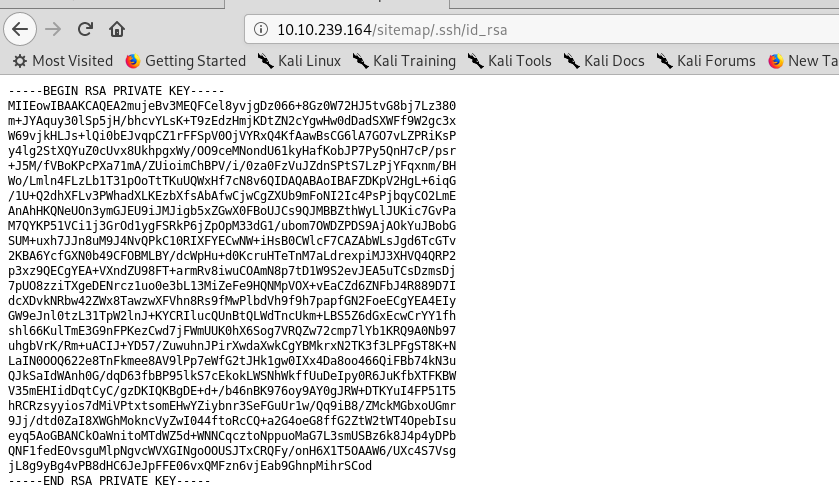 10.10.239.164/sitemap/.ssh/id_rsa
Most Visited Getting Started Kali Linux Kali Training Kali Tools Kali Docs Kali Forums New Ta
-----BEGIN RSA PRIVATE KEY-----
MIIEowIBAAKCAQEA2mujeBv3MEQFCel8yvjgDz066+8Gz0W72HJ5tvG8bj7Lz380
m+JYAquy30lSp5jH/bhcvYLsK+T9zEdzHmjKDtZN2cYgwHw0dDadSXWFf9W2gc3x
W69vjkHLJs+lQi0bEJvqpCZ1rFFSpV0OjVYRxQ4KfAawBsCG6lA7GO7vLZPRiKsP
y4lg2StXQYuZ0cUvx8UkhpgxWy/OO9ceMNondU61kyHafKobJP7Py5QnH7cP/psr
+J5M/fVBoKPcPXa71mA/ZUioimChBPV/i/0za0FzVuJZdnSPtS7LzPjYFqxnm/BH
Wo/Lmln4FLzLb1T31pOoTtTKuUQWxHf7cN8v6QIDAQABAoIBAFZDKpV2HgL+6iqG
/1U+Q2dhXFLv3PWhadXLKEzbXfsAbAfwCjwCgZXUb9mFoNI2Ic4PsPjbqyCO2LmE
AnAhHKQNeUOn3ymGJEU9iJMJigb5xZGwX0FBoUJCs9QJMBBZthWyLlJUKic7GvPa
M7QYKP51VCi1j3GrOd1ygFSRkP6jZpOpM33dG1/ubom7OWDZPDS9AjAOkYuJBobG
SUM+uxh7JJn8uM9J4NvQPkC10RIXFYECwNW+iHsB0CWlcF7CAZAbWLsJgd6TcGTv
2KBA6YcfGXN0b49CFOBMLBY/dcWpHu+d0KcruHTeTnM7aLdrexpiMJ3XHVQ4QRP2
p3xz9QECgYEA+VXndZU98FT+armRv8iwuCOAmN8p7tD1W9S2evJEA5uTCsDzmsDj
7pUO8zziTXgeDENrcz1uo0e3bL13MiZeFe9HQNMpVOX+vEaCZd6ZNFbJ4R889D7I
dcXDvkNRbw42ZWx8TawzwXFVhn8Rs9fMwPlbdVh9f9h7papfGN2FoeECgYEA4EIy
GW9eJnl0tzL31TpW2lnJ+KYCRIlucQUnBtQLWdTncUkm+LBS5Z6dGxEcwCrYY1fh
shl66KulTmE3G9nFPKezCwd7jFWmUUK0hX6Sog7VRQZw72cmp7lYb1KRQ9A0Nb97
uhgbVrK/Rm+uACIJ+YD57/ZuwuhnJPirXwdaXwkCgYBMkrxN2TK3f3LPFgST8K+N
LaIN0OOQ622e8TnFkmee8AV9lPp7eWfG2tJHk1gw0IXx4Da8oo466QiFBb74kN3u
QJkSaIdWAnh0G/dqD63fbBP95lkS7cEkokLWSNhWkffUuDeIpy0R6JuKfbXTFKBW
V35mEHIidDqtCyC/gzDKIQKBgDE+d+/b46nBK976oy9AY0gJRW+DTKYuI4FP51T5
hRCRzsyyios7dMiVPtxtsomEHwYZiybnr3SeFGuUr1w/Qq9iB8/ZMckMGbxoUGmr
9Jj/dtd0ZaI8XWGhMokncVyZwI044ftoRcCQ+a2G4oeG8ffG2ZtW2tWT4OpebIsu
eyq5AoGBANCkOaWnitoMTdWZ5d+WNNCqcztoNppuoMaG7L3smUSBz6k8J4p4yDPb
QNF1fedEOvsguMlpNgvcWVXGINgoOOUSJTxCRQFy/onH6X1T5OAAW6/UXc4S7Vsg
jL8g9yBg4vPB8dHC6JeJpFFE06vxQMFzn6vjEab9GhnpMihrSCod
-----END RSA PRIVATE KEY-----